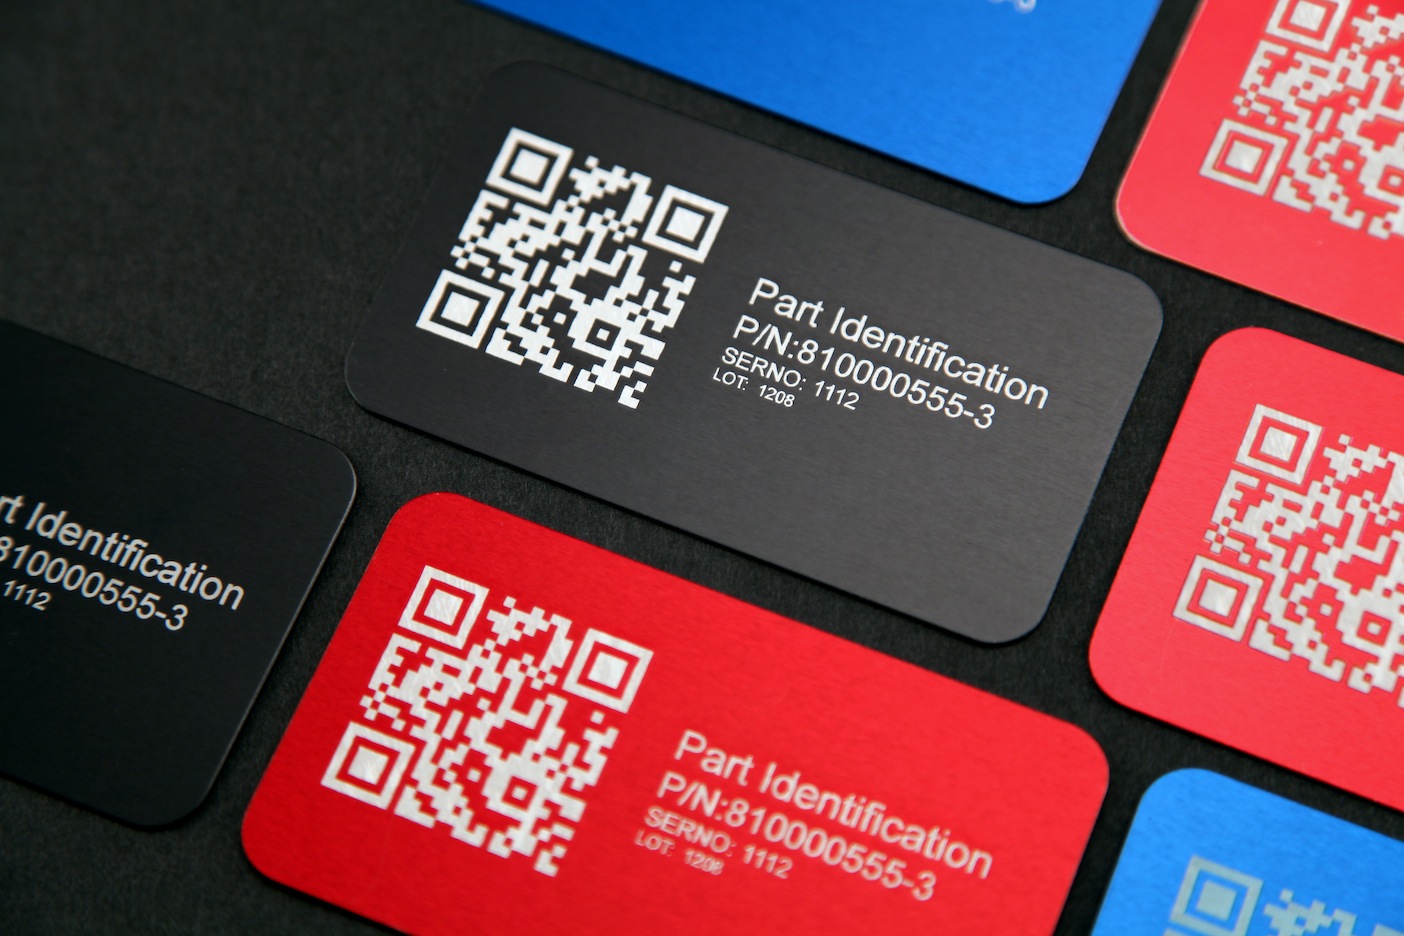 Part Identification
P/N:810000555-3
SERNO: 1112
LOT: 1208
rt Identification
810000555-3
1112
Part Identification
P/N:810000555-3
SERNO: 1112
LOT: 1208